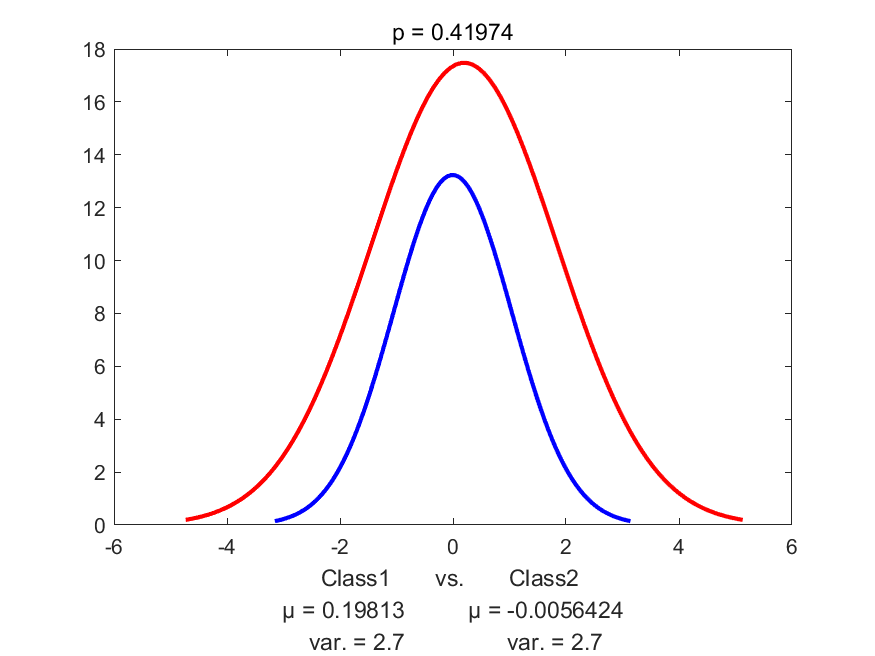 p = 0.41974
18
16
14
12
10
8
6
4
2
0
-6 -4 -2 0 2 4 6
Class1 vs. Class2
μ = 0.19813 μ = -0.0056424
var. = 2.7 var. = 2.7